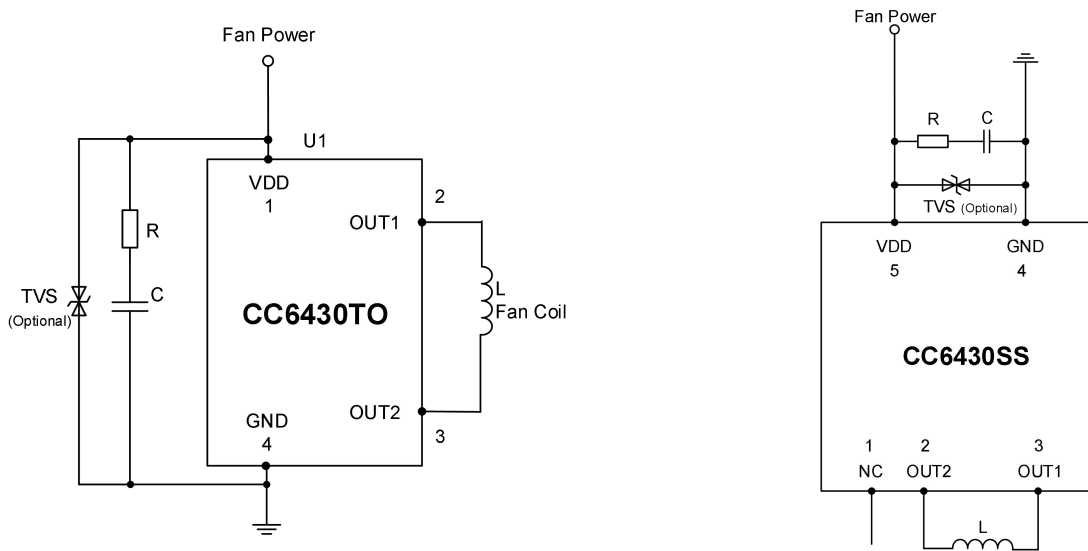 Fan Power
U1
VDD
1
2
OUT1
R
TVS
(Optional)
C
CC6430TO
L
Fan Coil
OUT2
3
GND
4
Fan Power
R
C
TVS (Optional)
VDD
5
GND
4
CC6430SS
1
NC
2
OUT2
3
OUT1
L